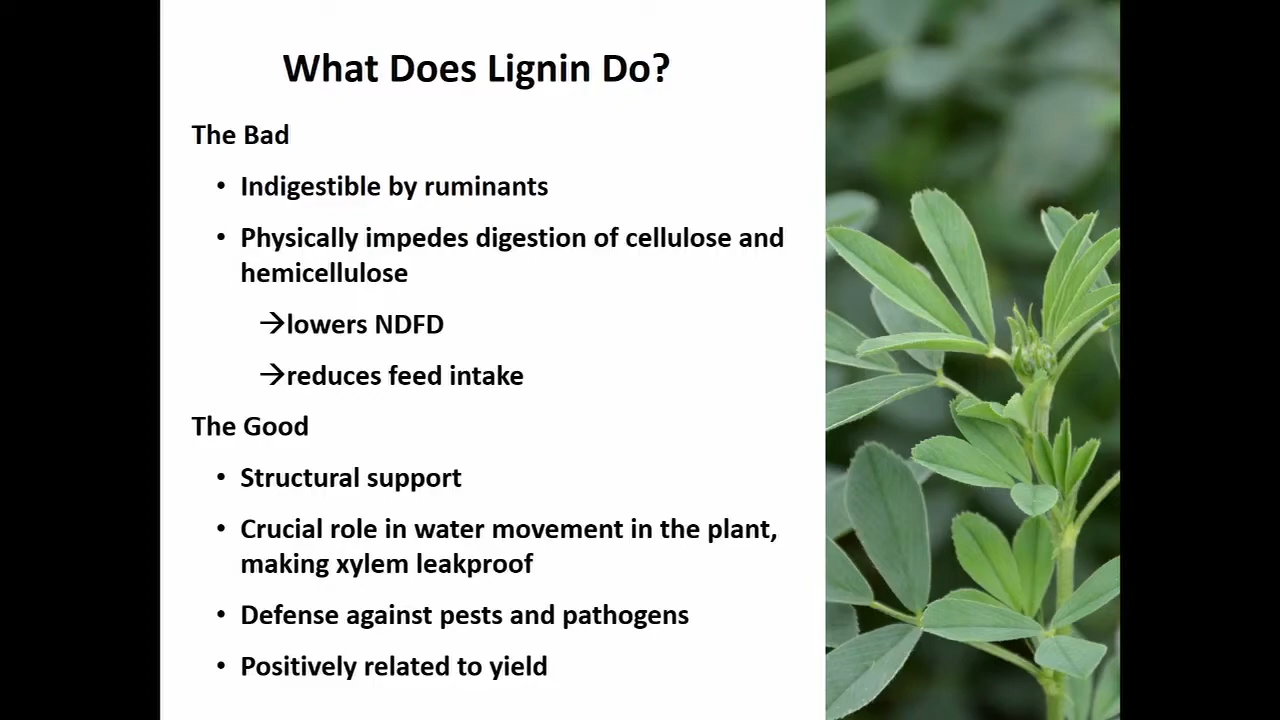 What Does Lignin Do?
The Bad
• Indigestible by ruminants
• Physically impedes digestion of cellulose and
hemicellulose
→lowers NDFD
→reduces feed intake
The Good
• Structural support
• Crucial role in water movement in the plant,
making xylem leakproof
• Defense against pests and pathogens
• Positively related to yield